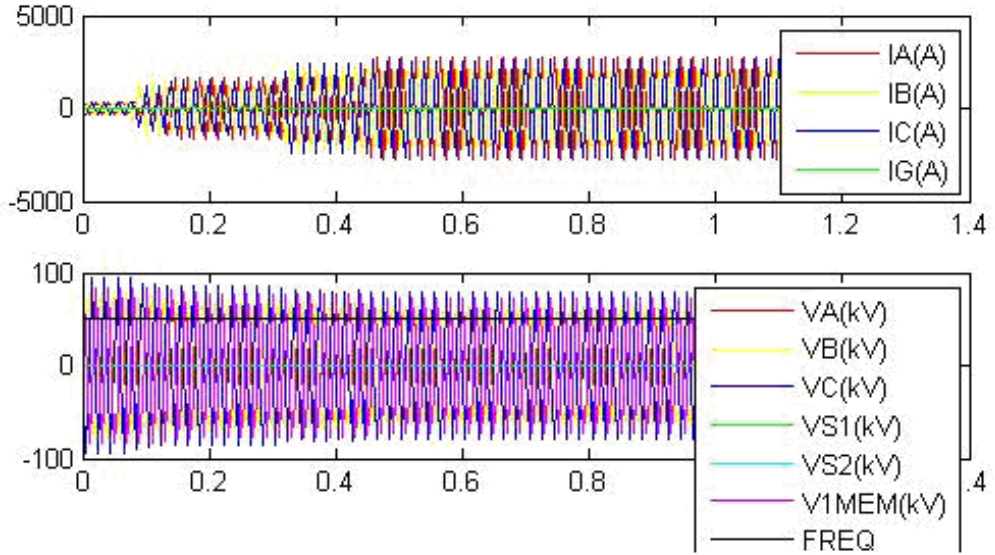 5000
0
-5000
0
0.2
0.4
0.6
0.8
1
1.2
1.4
IA(A)
IB(A)
IC(A)
IG(A)
100
0
-100
0
0.2
0.4
0.6
0.8
.4
VA(kV)
VB(kV)
VC(kV)
VS1(kV)
VS2(kV)
V1MEM(kV)
FREQ